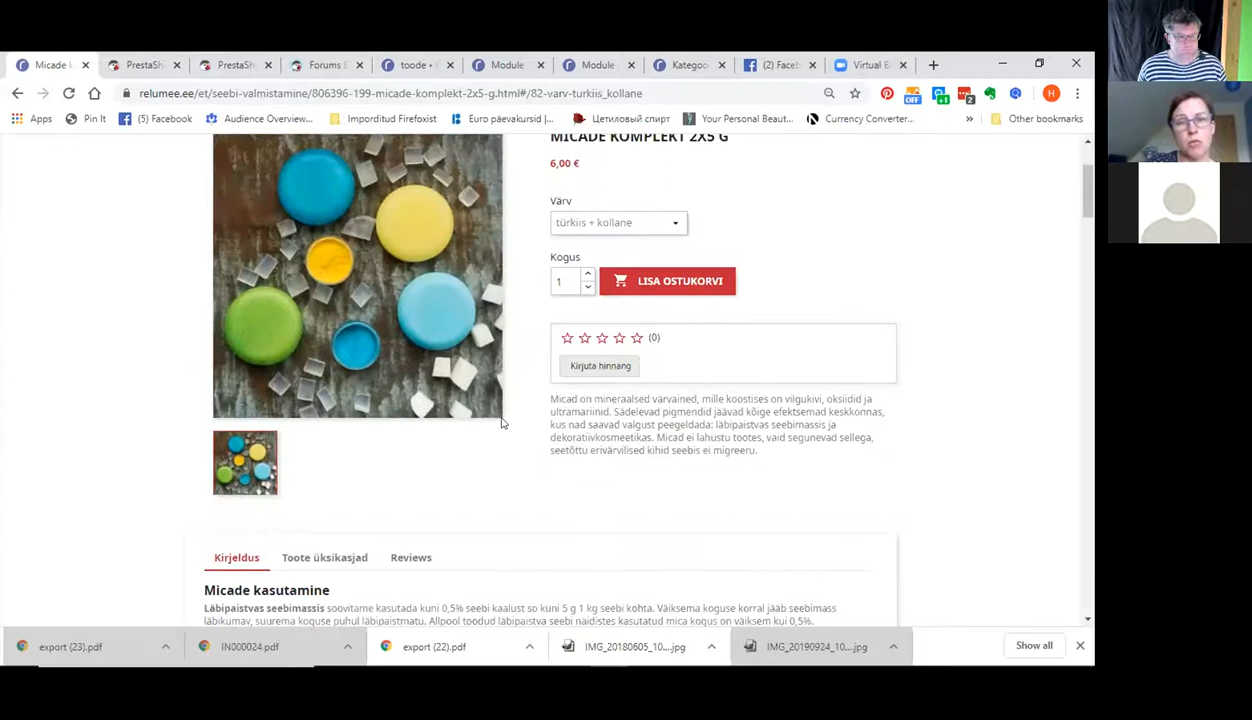 Micade k
PrestaSh
PrestaSh
Forums E
toode •
Module
Module
Kategoo
(2) Faceb
Virtual B
relumee.ee/et/seebi-valmistamine/806396-199-micade-komplekt-2x5-g.html#/82-varv-turkiis_kollane
OFF
+1
2
H
Apps
Pin It
(5) Facebook
Audience Overview...
Imporditud Firefoxist
Euro päevakursid |...
Цетиловый спирт
Your Personal Beaut...
Currency Converter...
»
Other bookmarks
MICADE KOMPLEKT 2X5 G
6,00 €
Värv
türkiis + kollane
Kogus
1
LISA OSTUKORVI
(0)
Kirjuta hinnang
Micad on mineraalsed värvained, mille koostises on vilgukivi, oksiidid ja
ultramariinid. Sädelevad pigmendid jäävad kõige efektsemad keskkonnas,
kus nad saavad valgust peegeldada: läbipaistvas seebimassis ja
dekoratiivkosmeetikas. Micad ei lahustu tootes, vaid segunevad sellega,
seetõttu erivärvilised kihid seebis ei migreeru.
Kirjeldus
Toote üksikasjad
Reviews
Micade kasutamine
Läbipaistvas seebimassis soovitame kasutada kuni 0,5% seebi kaalust so kuni 5 g 1 kg seebi kohta. Väiksema koguse korral jääb seebimass
läbikumav, suurema koguse puhul läbipaistmatu. Allpool toodud läbipaistva seebi näidistes kasutatud mica kogus on väiksem kui 0,5%.
export (23).pdf
IN000024.pdf
export (22).pdf
IMG_20180605_10....jpg
IMG_20190924_10....jpg
Show all